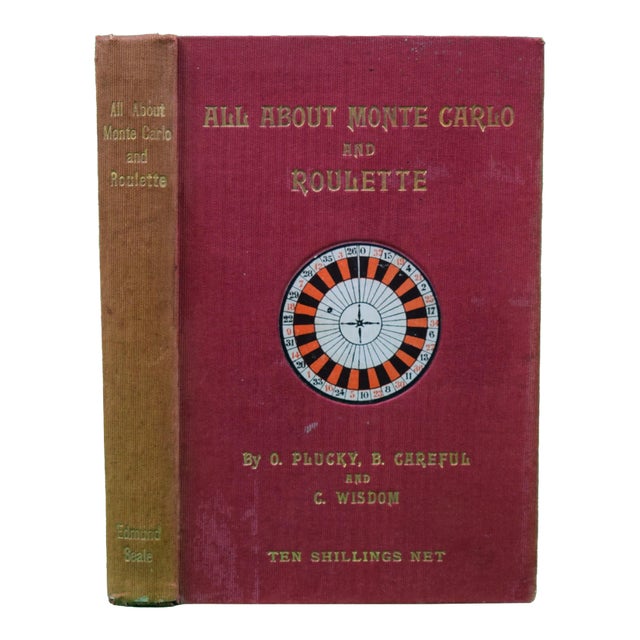 All About
Monte Carlo
and
Roulette
Edmund
Seale
ALL ABOUT MONTE CARLO
AND
ROULETTE
By O. PLUCKY, B. CAREFUL
AND
C. WISDOM
TEN SHILLINGS NET